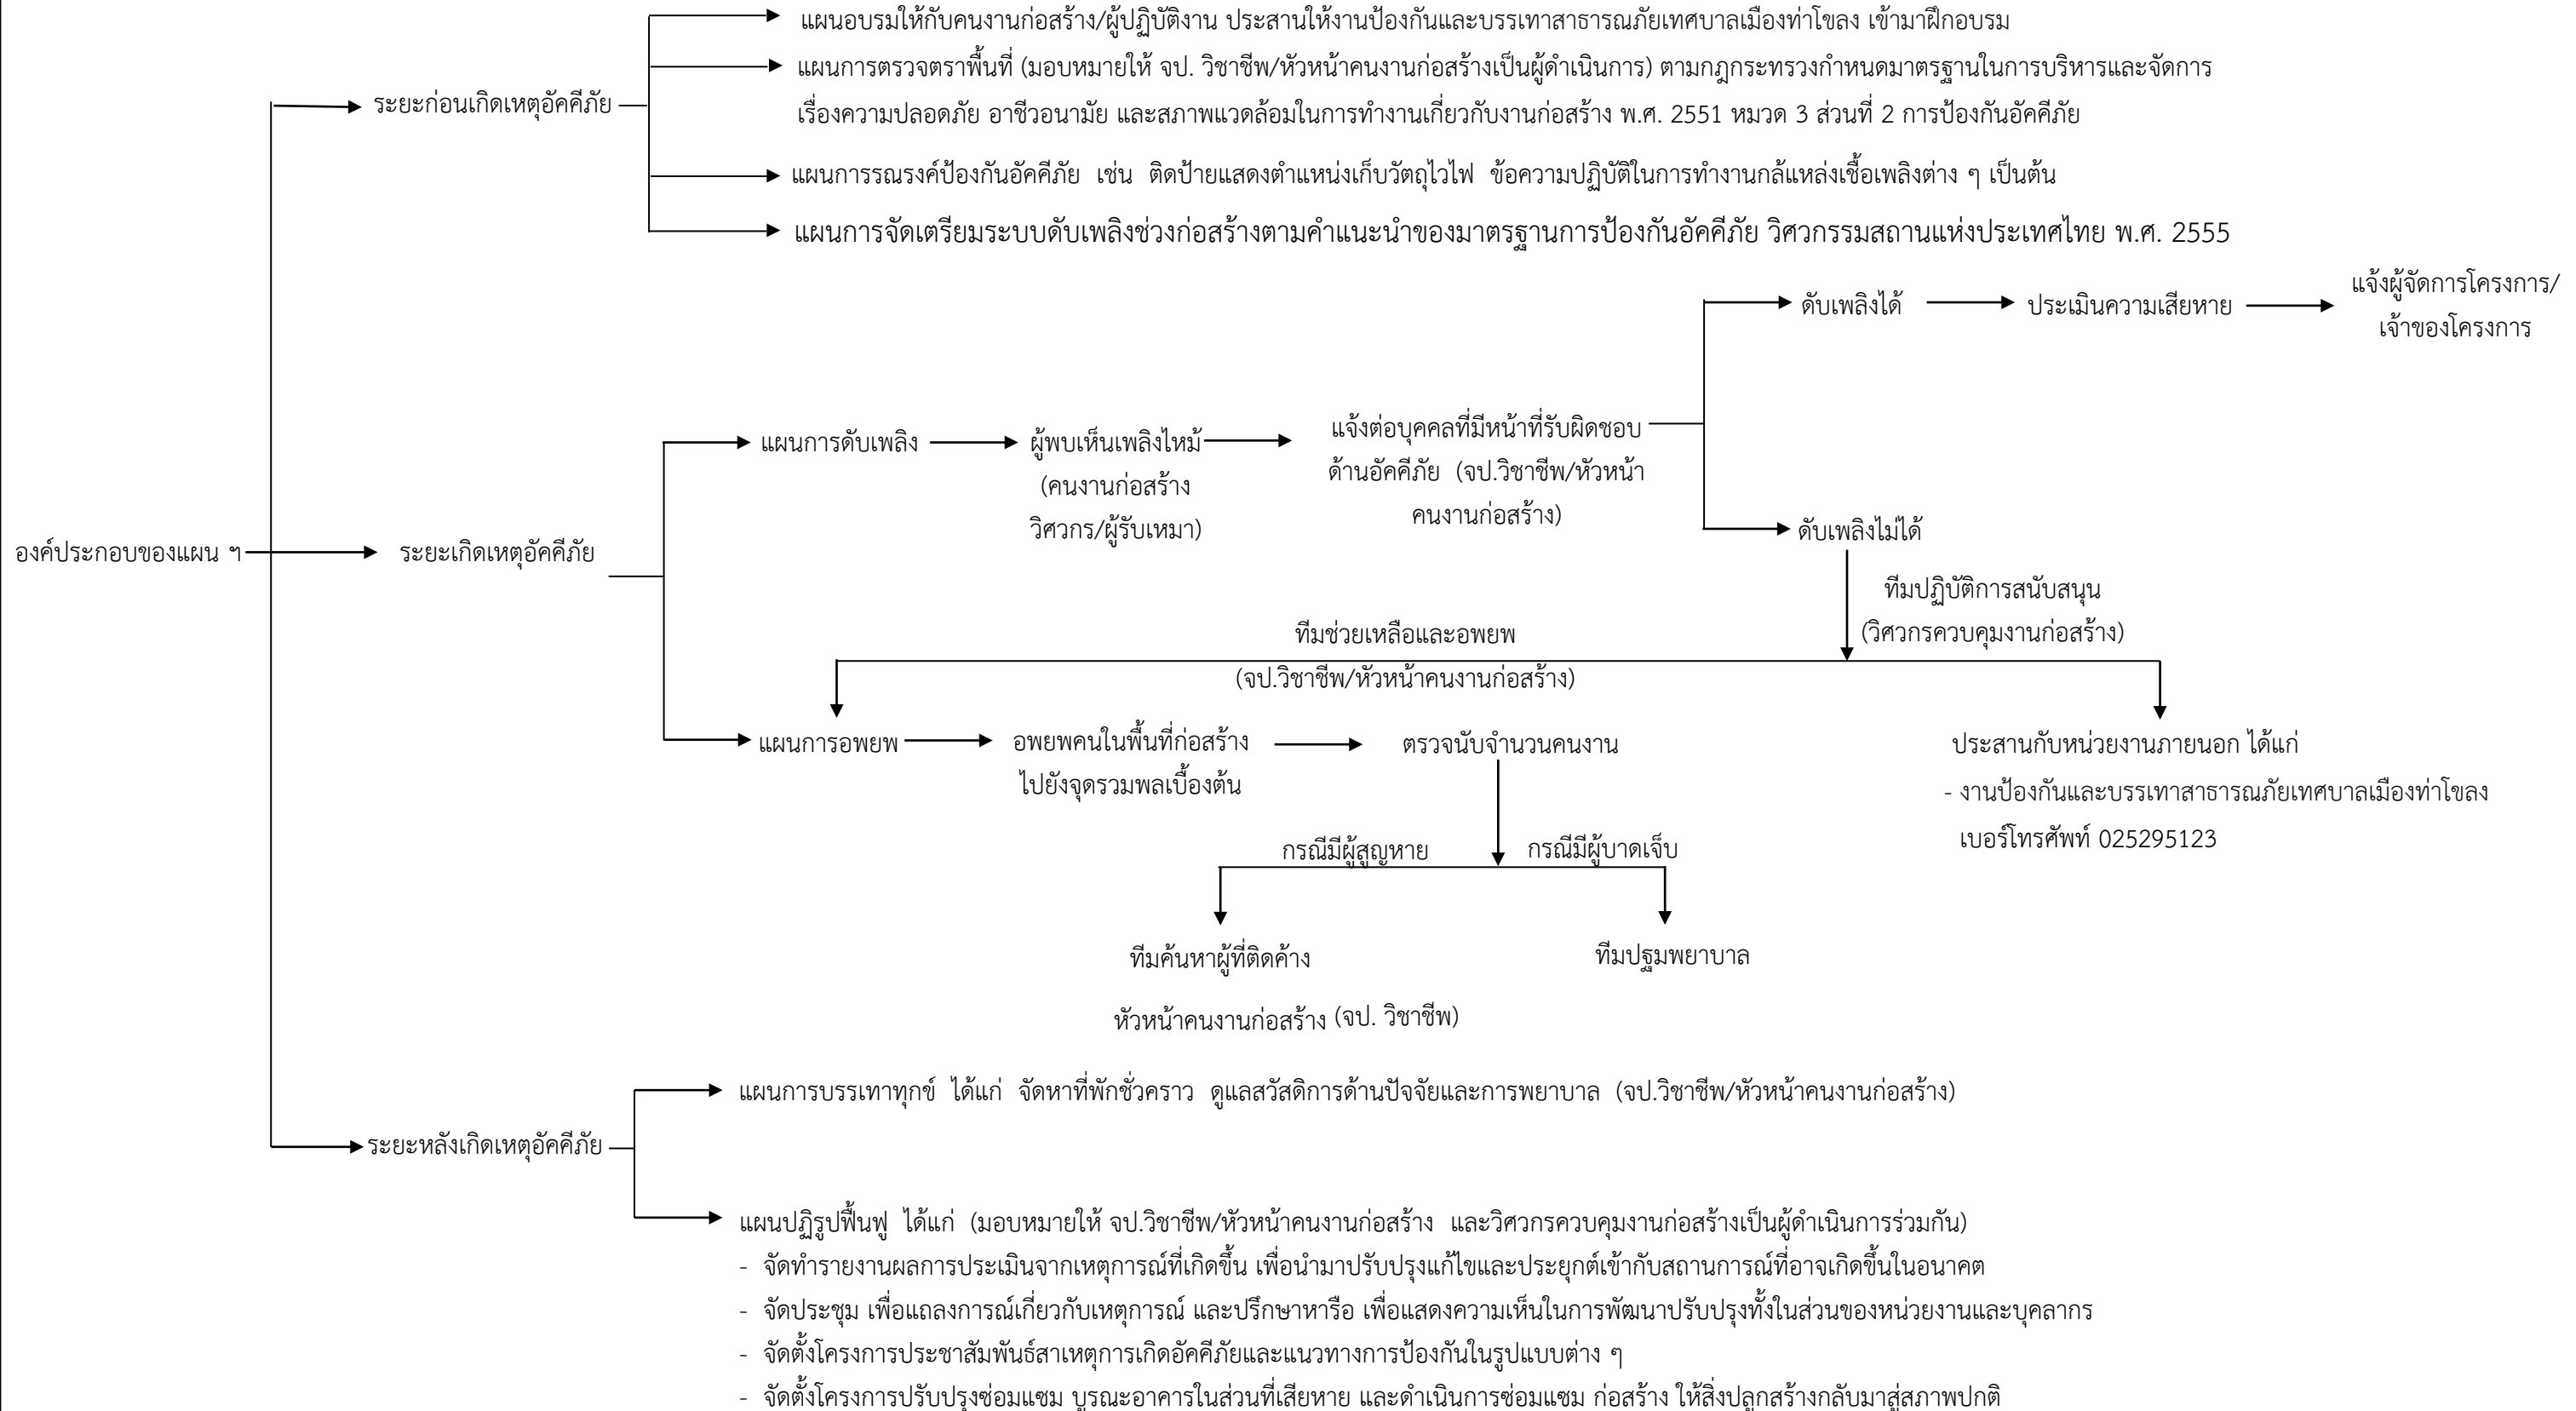 แผนอบรมให้กับคนงานก่อสร้าง/ผู้ปฏิบัติงาน ประสานให้งานป้องกันและบรรเทาสาธารณภัยเทศบาลเมืองท่าโขลง เข้ามาฝึกอบรม
แผนการตรวจตราพื้นที่ (มอบหมายให้ จป. วิชาชีพ/หัวหน้าคนงานก่อสร้างเป็นผู้ดำเนินการ) ตามกฎกระทรวงกำหนดมาตรฐานในการบริหารและจัดการ
ระยะก่อนเกิดเหตุอัคคีภัย
เรื่องความปลอดภัย อาชีวอนามัย และสภาพแวดล้อมในการทำงานเกี่ยวกับงานก่อสร้าง พ.ศ. 2551 หมวด 3 ส่วนที่ 2 การป้องกันอัคคีภัย
แผนการรณรงค์ป้องกันอัคคีภัย เช่น ติดป้ายแสดงตำแหน่งเก็บวัตถุไวไฟ ข้อความปฏิบัติในการทำงานกล้แหล่งเชื้อเพลิงต่าง ๆ เป็นต้น
แผนการจัดเตรียมระบบดับเพลิงช่วงก่อสร้างตามคำแนะนำของมาตรฐานการป้องกันอัคคีภัย วิศวกรรมสถานแห่งประเทศไทย พ.ศ. 2555
ดับเพลิงได้
ประเมินความเสียหาย
แจ้งผู้จัดการโครงการ/
เจ้าของโครงการ
แผนการดับเพลิง
ผู้พบเห็นเพลิงไหม้
(คนงานก่อสร้าง
วิศวกร/ผู้รับเหมา)
แจ้งต่อบุคคลที่มีหน้าที่รับผิดชอบ
ด้านอัคคีภัย (จป.วิชาชีพ/หัวหน้า
คนงานก่อสร้าง)
ดับเพลิงไม่ได้
องค์ประกอบของแผน ฯ
ระยะเกิดเหตุอัคคีภัย
ทีมปฏิบัติการสนับสนุน
(วิศวกรควบคุมงานก่อสร้าง)
ทีมช่วยเหลือและอพยพ
(จป.วิชาชีพ/หัวหน้าคนงานก่อสร้าง)
แผนการอพยพ
อพยพคนในพื้นที่ก่อสร้าง
ไปยังจุดรวมพลเบื้องต้น
ตรวจนับจำนวนคนงาน
ประสานกับหน่วยงานภายนอก ได้แก่
- งานป้องกันและบรรเทาสาธารณภัยเทศบาลเมืองท่าโขลง
เบอร์โทรศัพท์ 025295123
กรณีมีผู้สูญหาย
กรณีมีผู้บาดเจ็บ
ทีมค้นหาผู้ที่ติดค้าง
ทีมปฐมพยาบาล
หัวหน้าคนงานก่อสร้าง (จป. วิชาชีพ)
แผนการบรรเทาทุกข์ ได้แก่ จัดหาที่พักชั่วคราว ดูแลสวัสดิการด้านปัจจัยและการพยาบาล (จป.วิชาชีพ/หัวหน้าคนงานก่อสร้าง)
ระยะหลังเกิดเหตุอัคคีภัย
แผนปฏิรูปฟื้นฟู ได้แก่ (มอบหมายให้ จป.วิชาชีพ/หัวหน้าคนงานก่อสร้าง และวิศวกรควบคุมงานก่อสร้างเป็นผู้ดำเนินการร่วมกัน)
- จัดทำรายงานผลการประเมินจากเหตุการณ์ที่เกิดขึ้น เพื่อนำมาปรับปรุงแก้ไขและประยุกต์เข้ากับสถานการณ์ที่อาจเกิดขึ้นในอนาคต
- จัดประชุม เพื่อแถลงการณ์เกี่ยวกับเหตุการณ์ และปรึกษาหารือ เพื่อแสดงความเห็นในการพัฒนาปรับปรุงทั้งในส่วนของหน่วยงานและบุคลากร
- จัดตั้งโครงการประชาสัมพันธ์สาเหตุการเกิดอัคคีภัยและแนวทางการป้องกันในรูปแบบต่าง ๆ
- จัดตั้งโครงการปรับปรุงซ่อมแซม บูรณะอาคารในส่วนที่เสียหาย และดำเนินการซ่อมแซม ก่อสร้าง ให้สิ่งปลูกสร้างกลับมาสู่สภาพปกติ